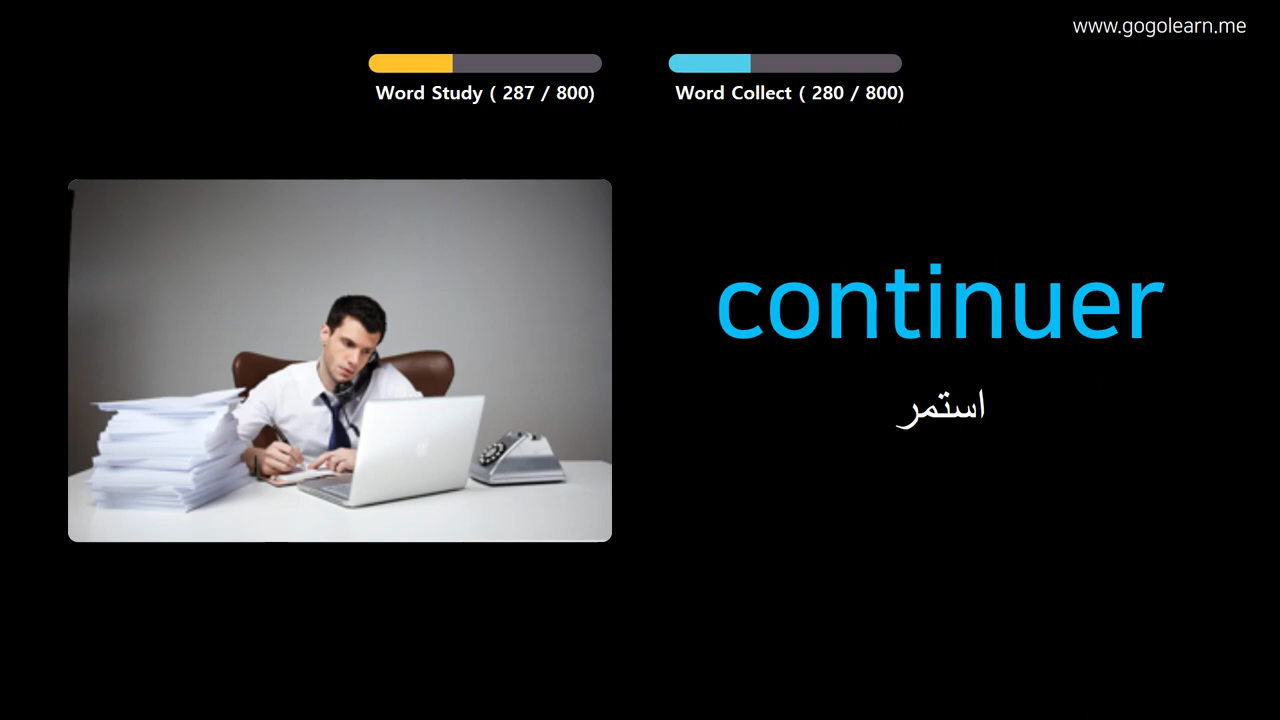 www.gogolearn.me
Word Study ( 287 / 800)
Word Collect ( 280 / 800)
continuer
استمر